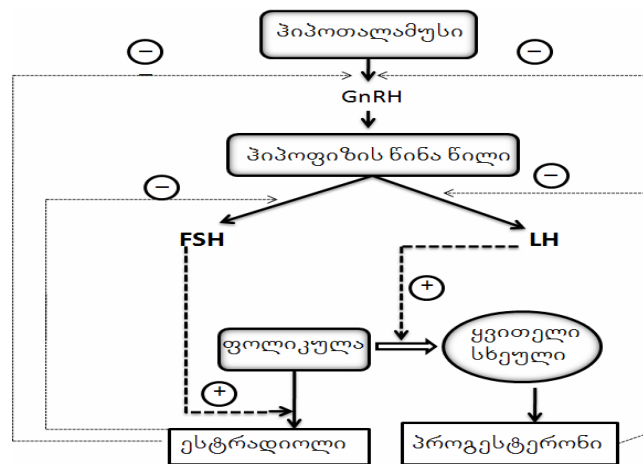 ჰიპოთალამუსი
−
−
GnRH
ჰიპოფიზის წინა წილი
−
−
FSH
LH
+
ფოლიკულა
ყვითელი
სხეული
+
ესტრადიოლი
პროგესტერონი